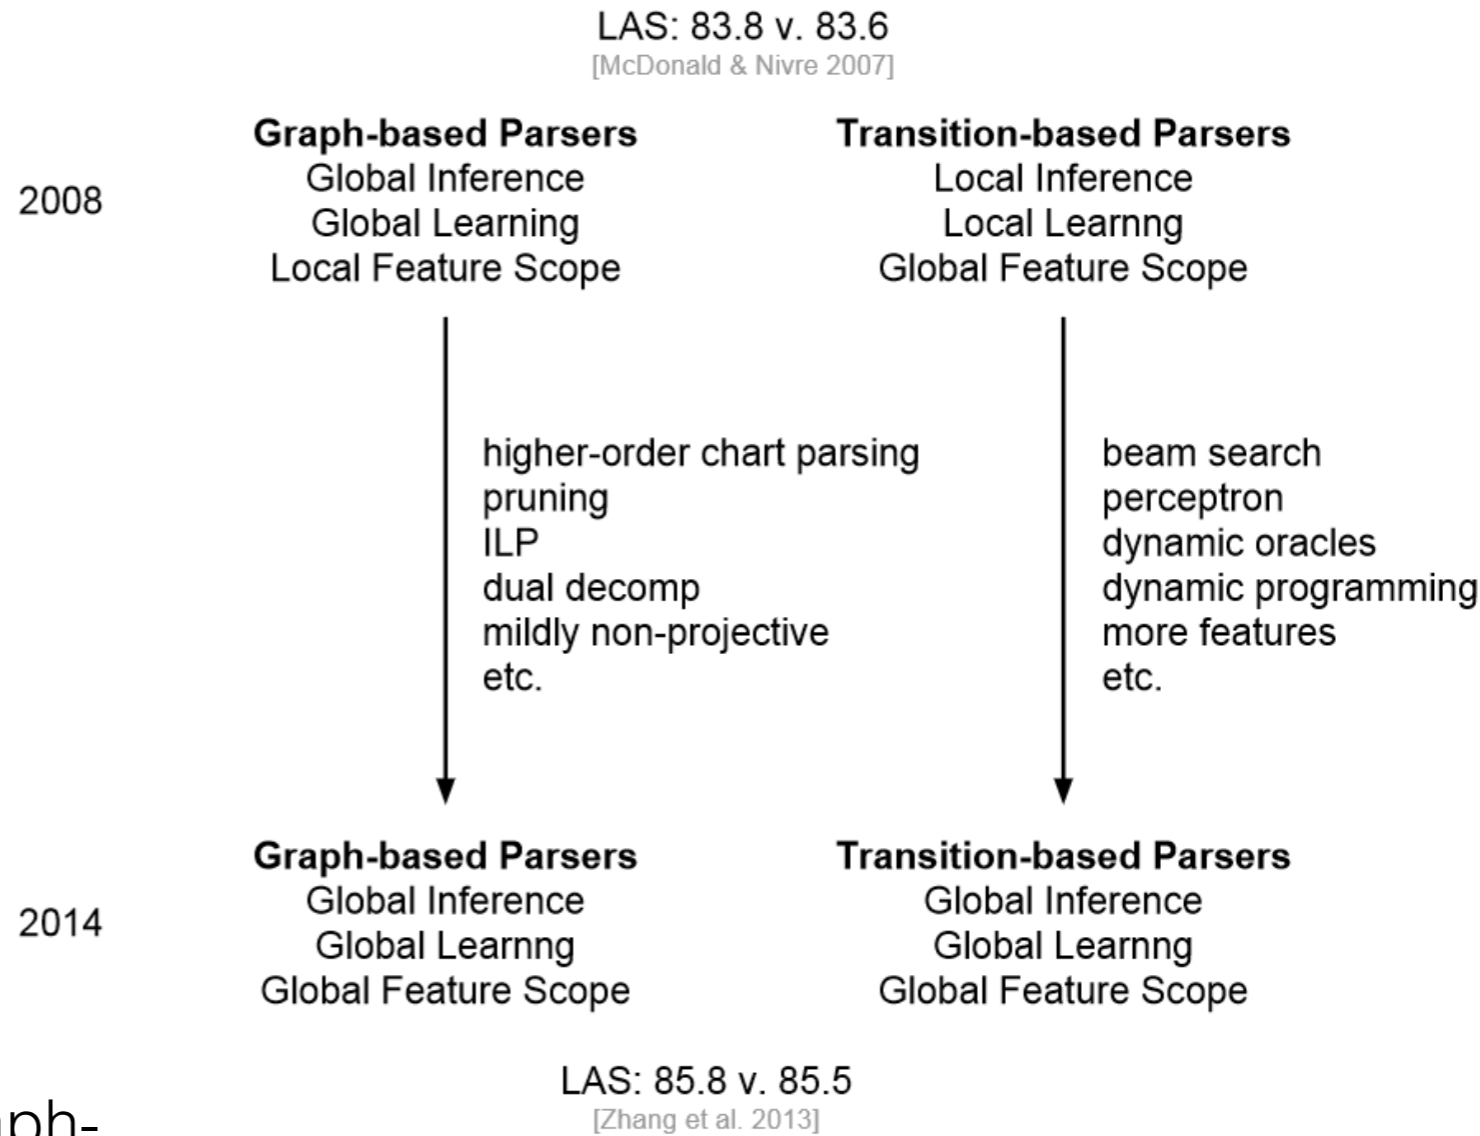 LAS: 83.8 v. 83.6
[McDonald & Nivre 2007]
2008
Graph-based Parsers
Global Inference
Global Learning
Local Feature Scope
Transition-based Parsers
Local Inference
Local Learnng
Global Feature Scope
higher-order chart parsing
pruning
ILP
dual decomp
mildly non-projective
etc.
beam search
perceptron
dynamic oracles
dynamic programming
more features
etc.
2014
Graph-based Parsers
Global Inference
Global Learnng
Global Feature Scope
Transition-based Parsers
Global Inference
Global Learnng
Global Feature Scope
LAS: 85.8 v. 85.5
[Zhang et al. 2013]